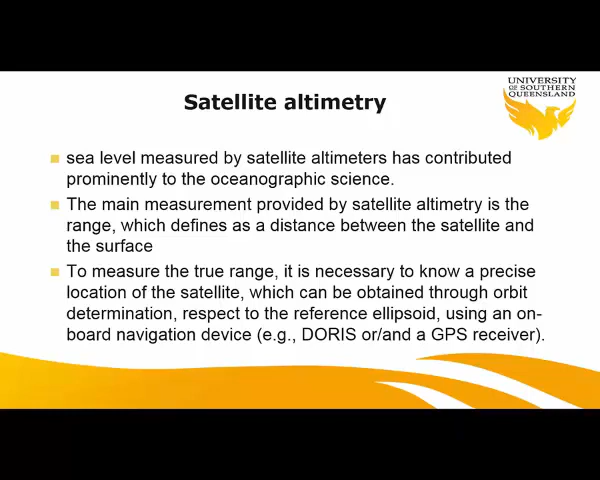 UNIVERSITY
OF SOUTHERN
QUEENSLAND
Satellite altimetry
sea level measured by satellite altimeters has contributed
prominently to the oceanographic science.
The main measurement provided by satellite altimetry is the
range, which defines as a distance between the satellite and
the surface
To measure the true range, it is necessary to know a precise
location of the satellite, which can be obtained through orbit
determination, respect to the reference ellipsoid, using an on-
board navigation device (e.g., DORIS or/and a GPS receiver).